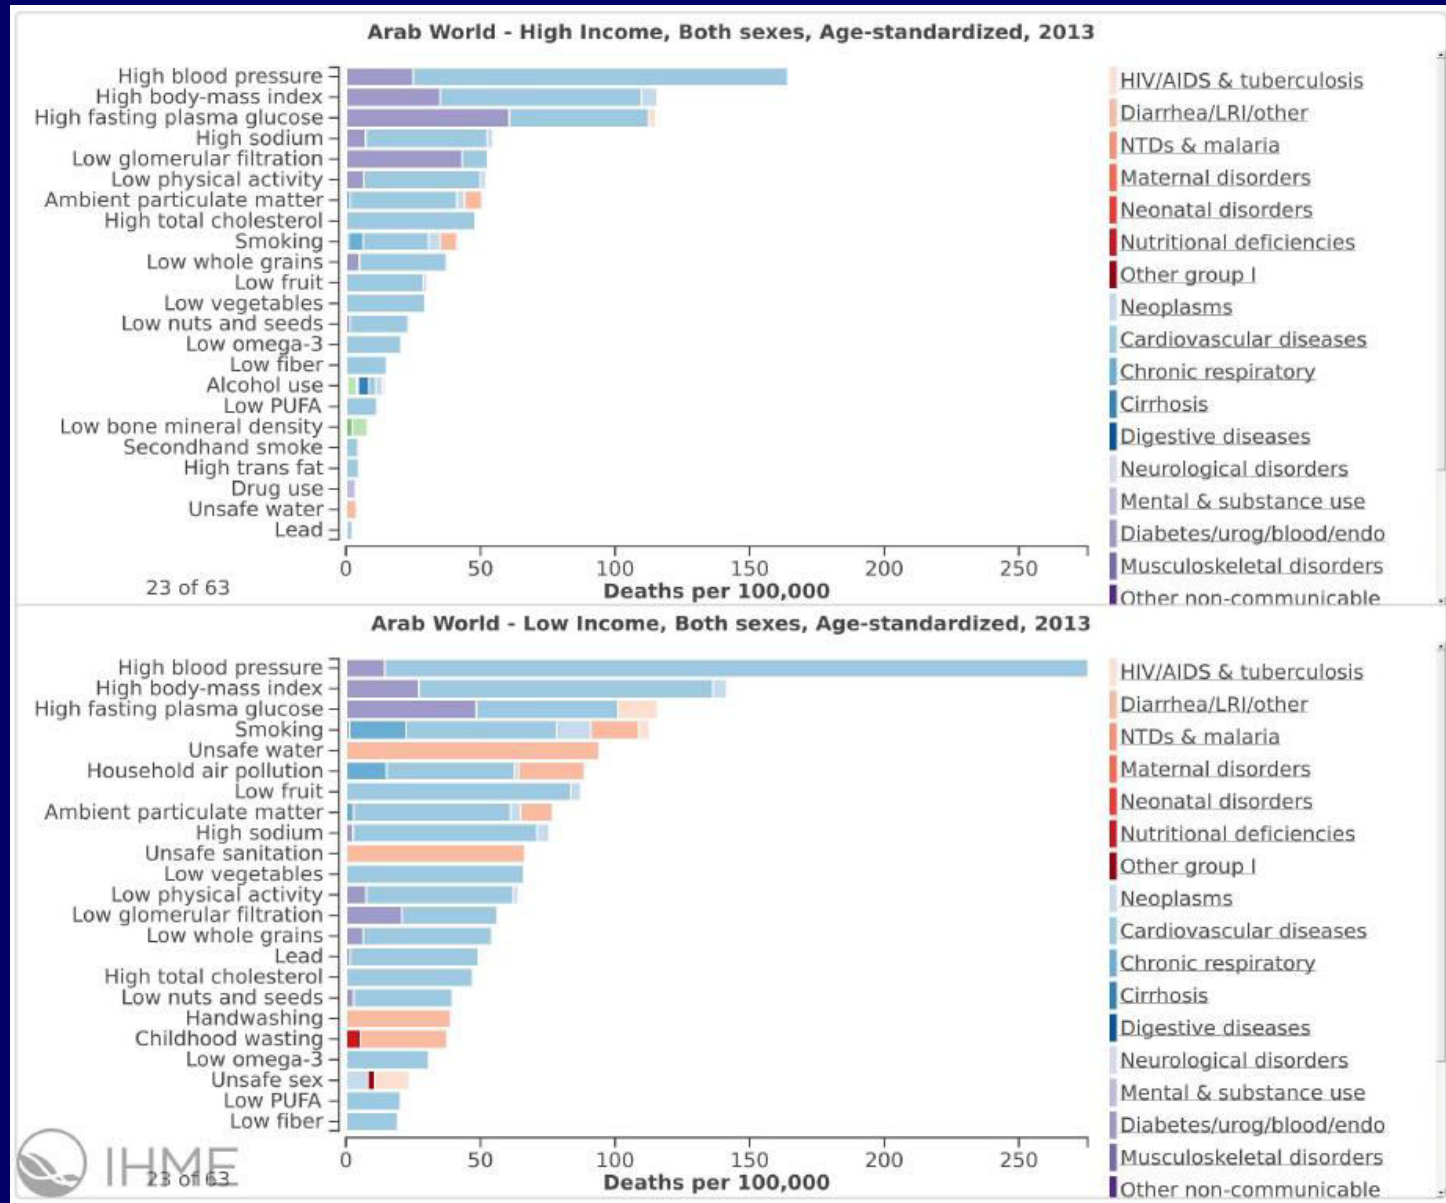 Arab World - High Income, Both sexes, Age-standardized, 2013
High blood pressure
High body-mass index
High fasting plasma glucose
High sodium
Low glomerular filtration
Low physical activity
Ambient particulate matter
High total cholesterol
Smoking
Low whole grains
Low fruit
Low vegetables
Low nuts and seeds
Low omega-3
Low fiber
Alcohol use
Low PUFA
Low bone mineral density
Secondhand smoke
High trans fat
Drug use
Unsafe water
Lead
0 50 100 150 200 250
Deaths per 100,000
23 of 63
HIV/AIDS & tuberculosis
Diarrhea/LRI/other
NTDs & malaria
Maternal disorders
Neonatal disorders
Nutritional deficiencies
Other group I
Neoplasms
Cardiovascular diseases
Chronic respiratory
Cirrhosis
Digestive diseases
Neurological disorders
Mental & substance use
Diabetes/urog/blood/endo
Musculoskeletal disorders
Other non-communicable
Arab World - Low Income, Both sexes, Age-standardized, 2013
High blood pressure
High body-mass index
High fasting plasma glucose
Smoking
Unsafe water
Household air pollution
Low fruit
Ambient particulate matter
High sodium
Unsafe sanitation
Low vegetables
Low physical activity
Low glomerular filtration
Low whole grains
Lead
High total cholesterol
Low nuts and seeds
Handwashing
Childhood wasting
Low omega-3
Unsafe sex
Low PUFA
Low fiber
0 50 100 150 200 250
Deaths per 100,000
IHME
23 of 63
HIV/AIDS & tuberculosis
Diarrhea/LRI/other
NTDs & malaria
Maternal disorders
Neonatal disorders
Nutritional deficiencies
Other group I
Neoplasms
Cardiovascular diseases
Chronic respiratory
Cirrhosis
Digestive diseases
Neurological disorders
Mental & substance use
Diabetes/urog/blood/endo
Musculoskeletal disorders
Other non-communicable